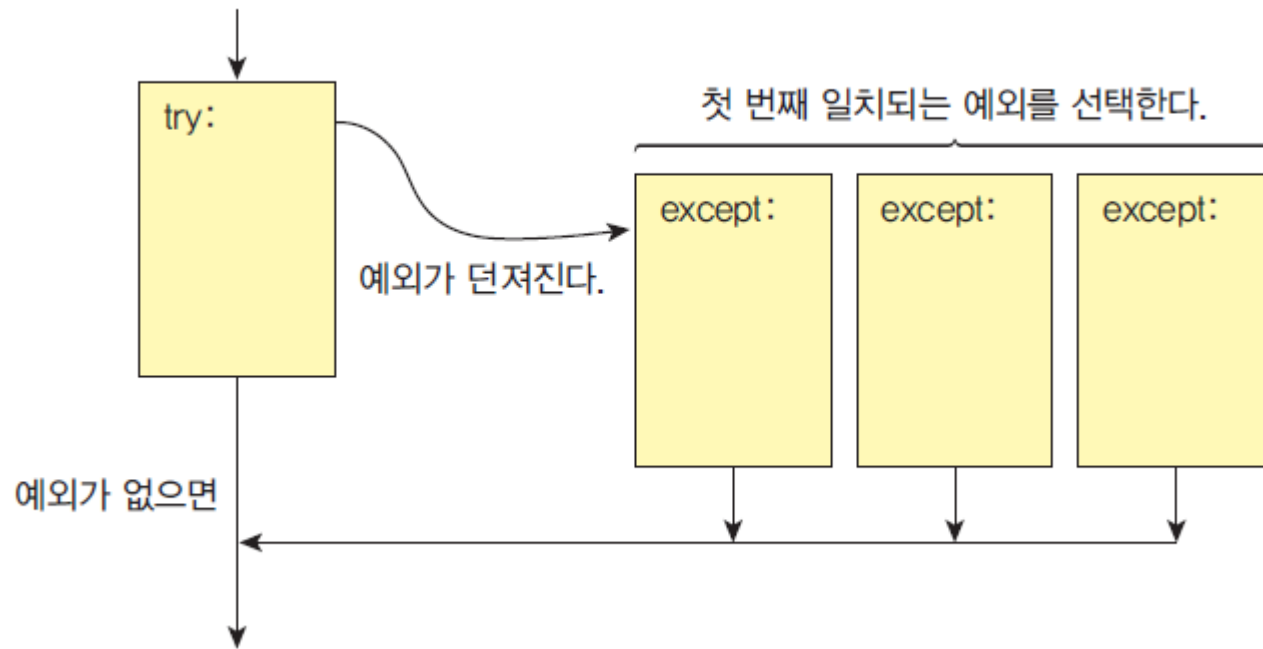 try:
첫 번째 일치되는 예외를 선택한다.
except:
except:
except:
예외가 던져진다.
예외가 없으면